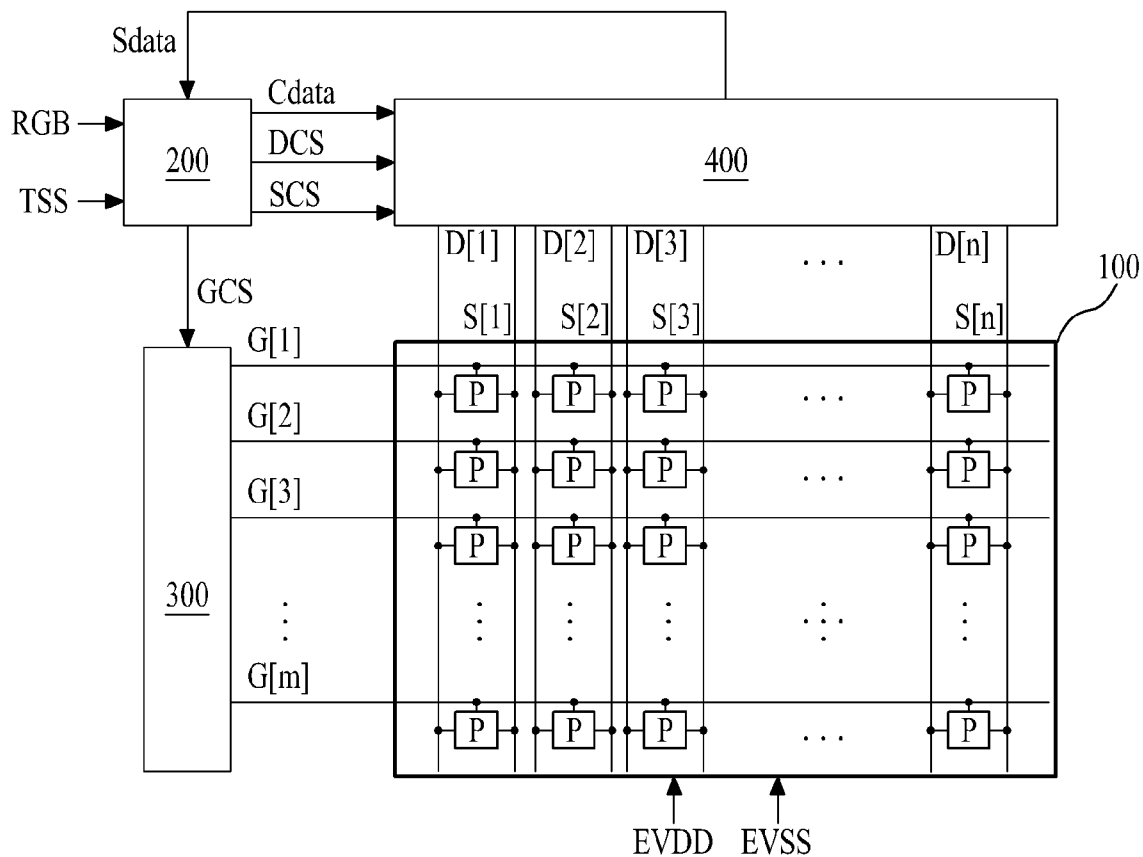 Sdata
Cdata
RGB
200
DCS
400
TSS
SCS
D[1] D[2] D[3] ... D[n]
100
GCS
S[1] S[2] S[3] S[n]
G[1]
P P P ... P
G[2]
P P P ... P
G[3]
P P P P
300
G[m]
P P P ... P
EVDD EVSS